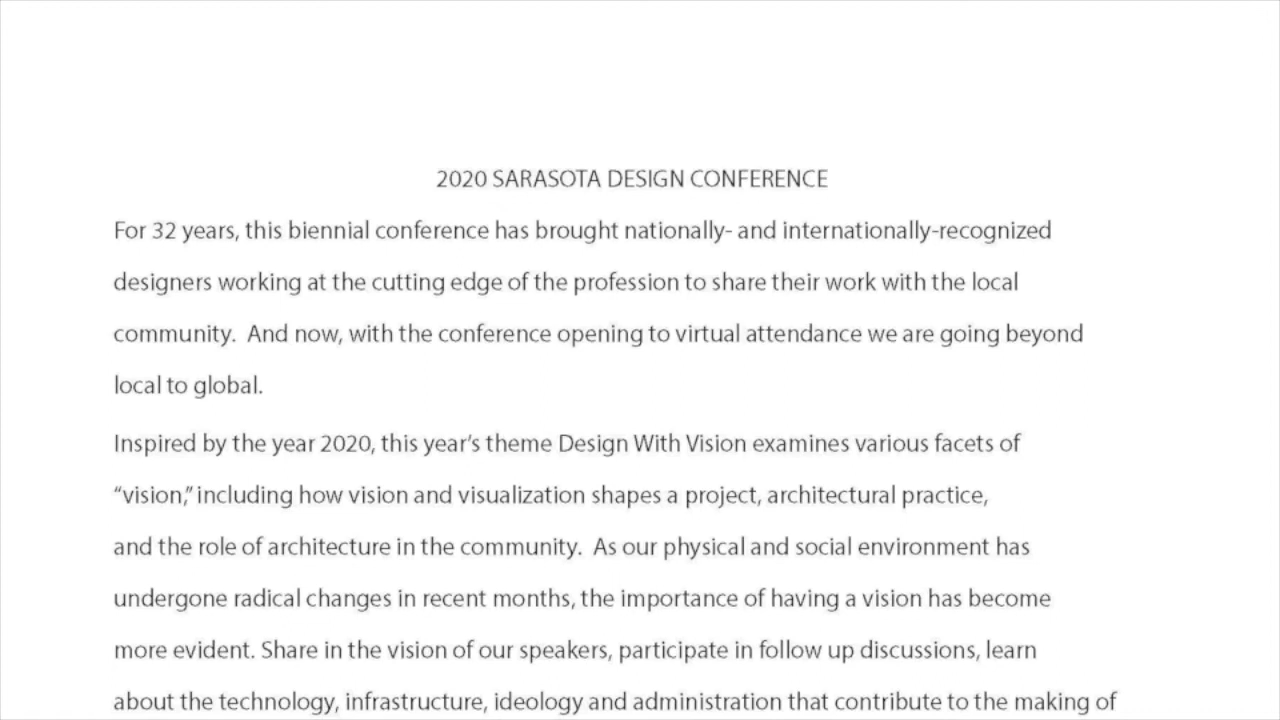 2020 SARASOTA DESIGN CONFERENCE
For 32 years, this biennial conference has brought nationally- and internationally-recognized
designers working at the cutting edge of the profession to share their work with the local
community.  And now, with the conference opening to virtual attendance we are going beyond
local to global.
Inspired by the year 2020, this year’s theme Design With Vision examines various facets of
“vision,” including how vision and visualization shapes a project, architectural practice,
and the role of architecture in the community.  As our physical and social environment has
undergone radical changes in recent months, the importance of having a vision has become
more evident. Share in the vision of our speakers, participate in follow up discussions, learn
about the technology, infrastructure, ideology and administration that contribute to the making of